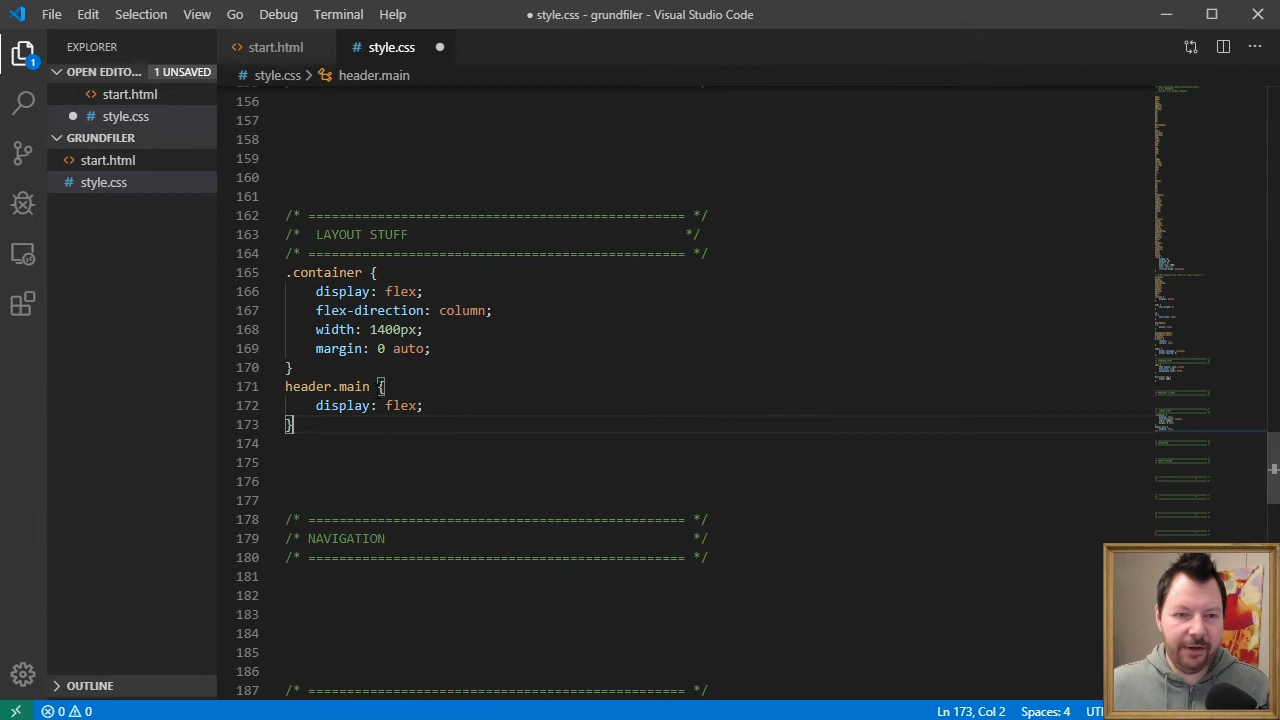 File Edit Selection View Go Debug Terminal Help
● style.css - grundfiler - Visual Studio Code
EXPLORER
start.html
# style.css
# style.css > header.main
OPEN EDITO... 1 UNSAVED
start.html
# style.css
GRUNDFILER
start.html
# style.css
OUTLINE
1
156
157
158
159
160
161
162 /* ================================================= */
163 /*  LAYOUT STUFF                                    */
164 /* ================================================= */
165 .container {
166     display: flex;
167     flex-direction: column;
168     width: 1400px;
169     margin: 0 auto;
170 }
171 header.main {
172     display: flex;
173 }
174
175
176
177
178 /* ================================================= */
179 /* NAVIGATION                                        */
180 /* ================================================= */
181
182
183
184
185
186
187 /* ================================================= */
0 0
Ln 173, Col 2 Spaces: 4